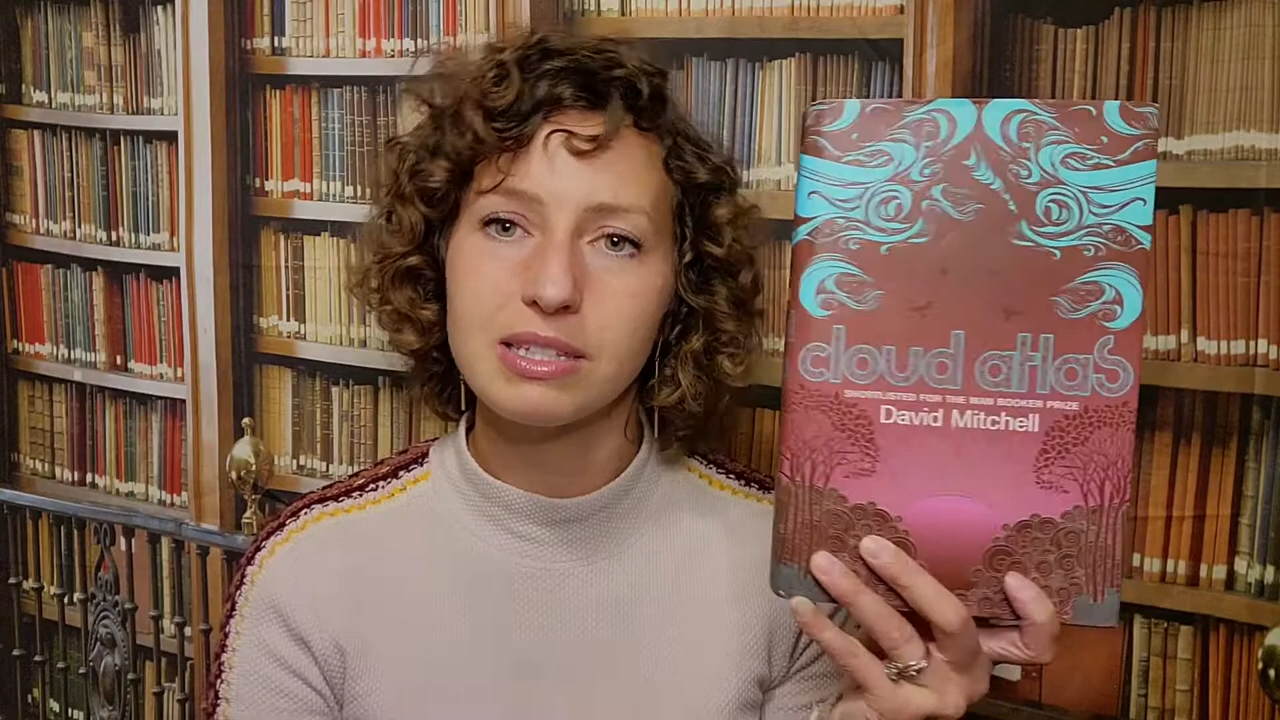 cloud atlas
SHORTLISTED FOR THE MAN BOOKER PRIZE
David Mitchell